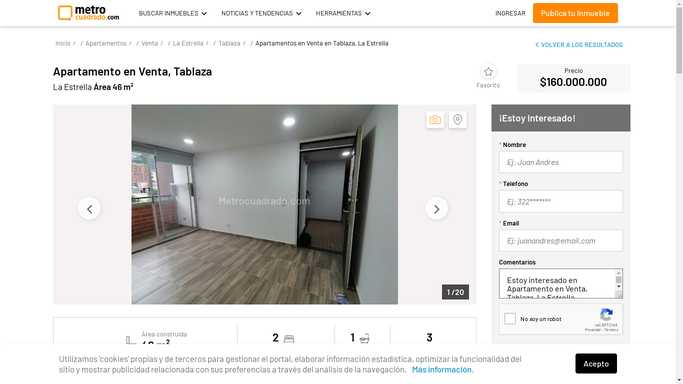 metro
cuadrado.com
BUSCAR INMUEBLES
NOTICIAS Y TENDENCIAS
HERRAMIENTAS
INGRESAR
Publica tu inmueble
Inicio / / Apartamentos / / Venta / / La Estrella / / Tablaza / / Apartamentos en Venta en Tablaza, La Estrella
VOLVER A LOS RESULTADOS
Apartamento en Venta, Tablaza
La Estrella Área 46 m²
Favorito
Precio
$160.000.000
Metrocuadrado.com
1 / 20
¡Estoy Interesado!
* Nombre
Ej: Juan Andres
* Telefono
Ej: 322*******
* Email
Ej: juanandres@email.com
Comentarios
Estoy interesado en
Apartamento en Venta,
Tablaza, La Estrella
No soy un robot
reCAPTCHA
Privacidad - Términos
Área construida
2
1
3
Utilizamos 'cookies' propias y de terceros para gestionar el portal, elaborar información estadística, optimizar la funcionalidad del
sitio y mostrar publicidad relacionada con sus preferencias a través del análisis de la navegación. Más información.
Acepto